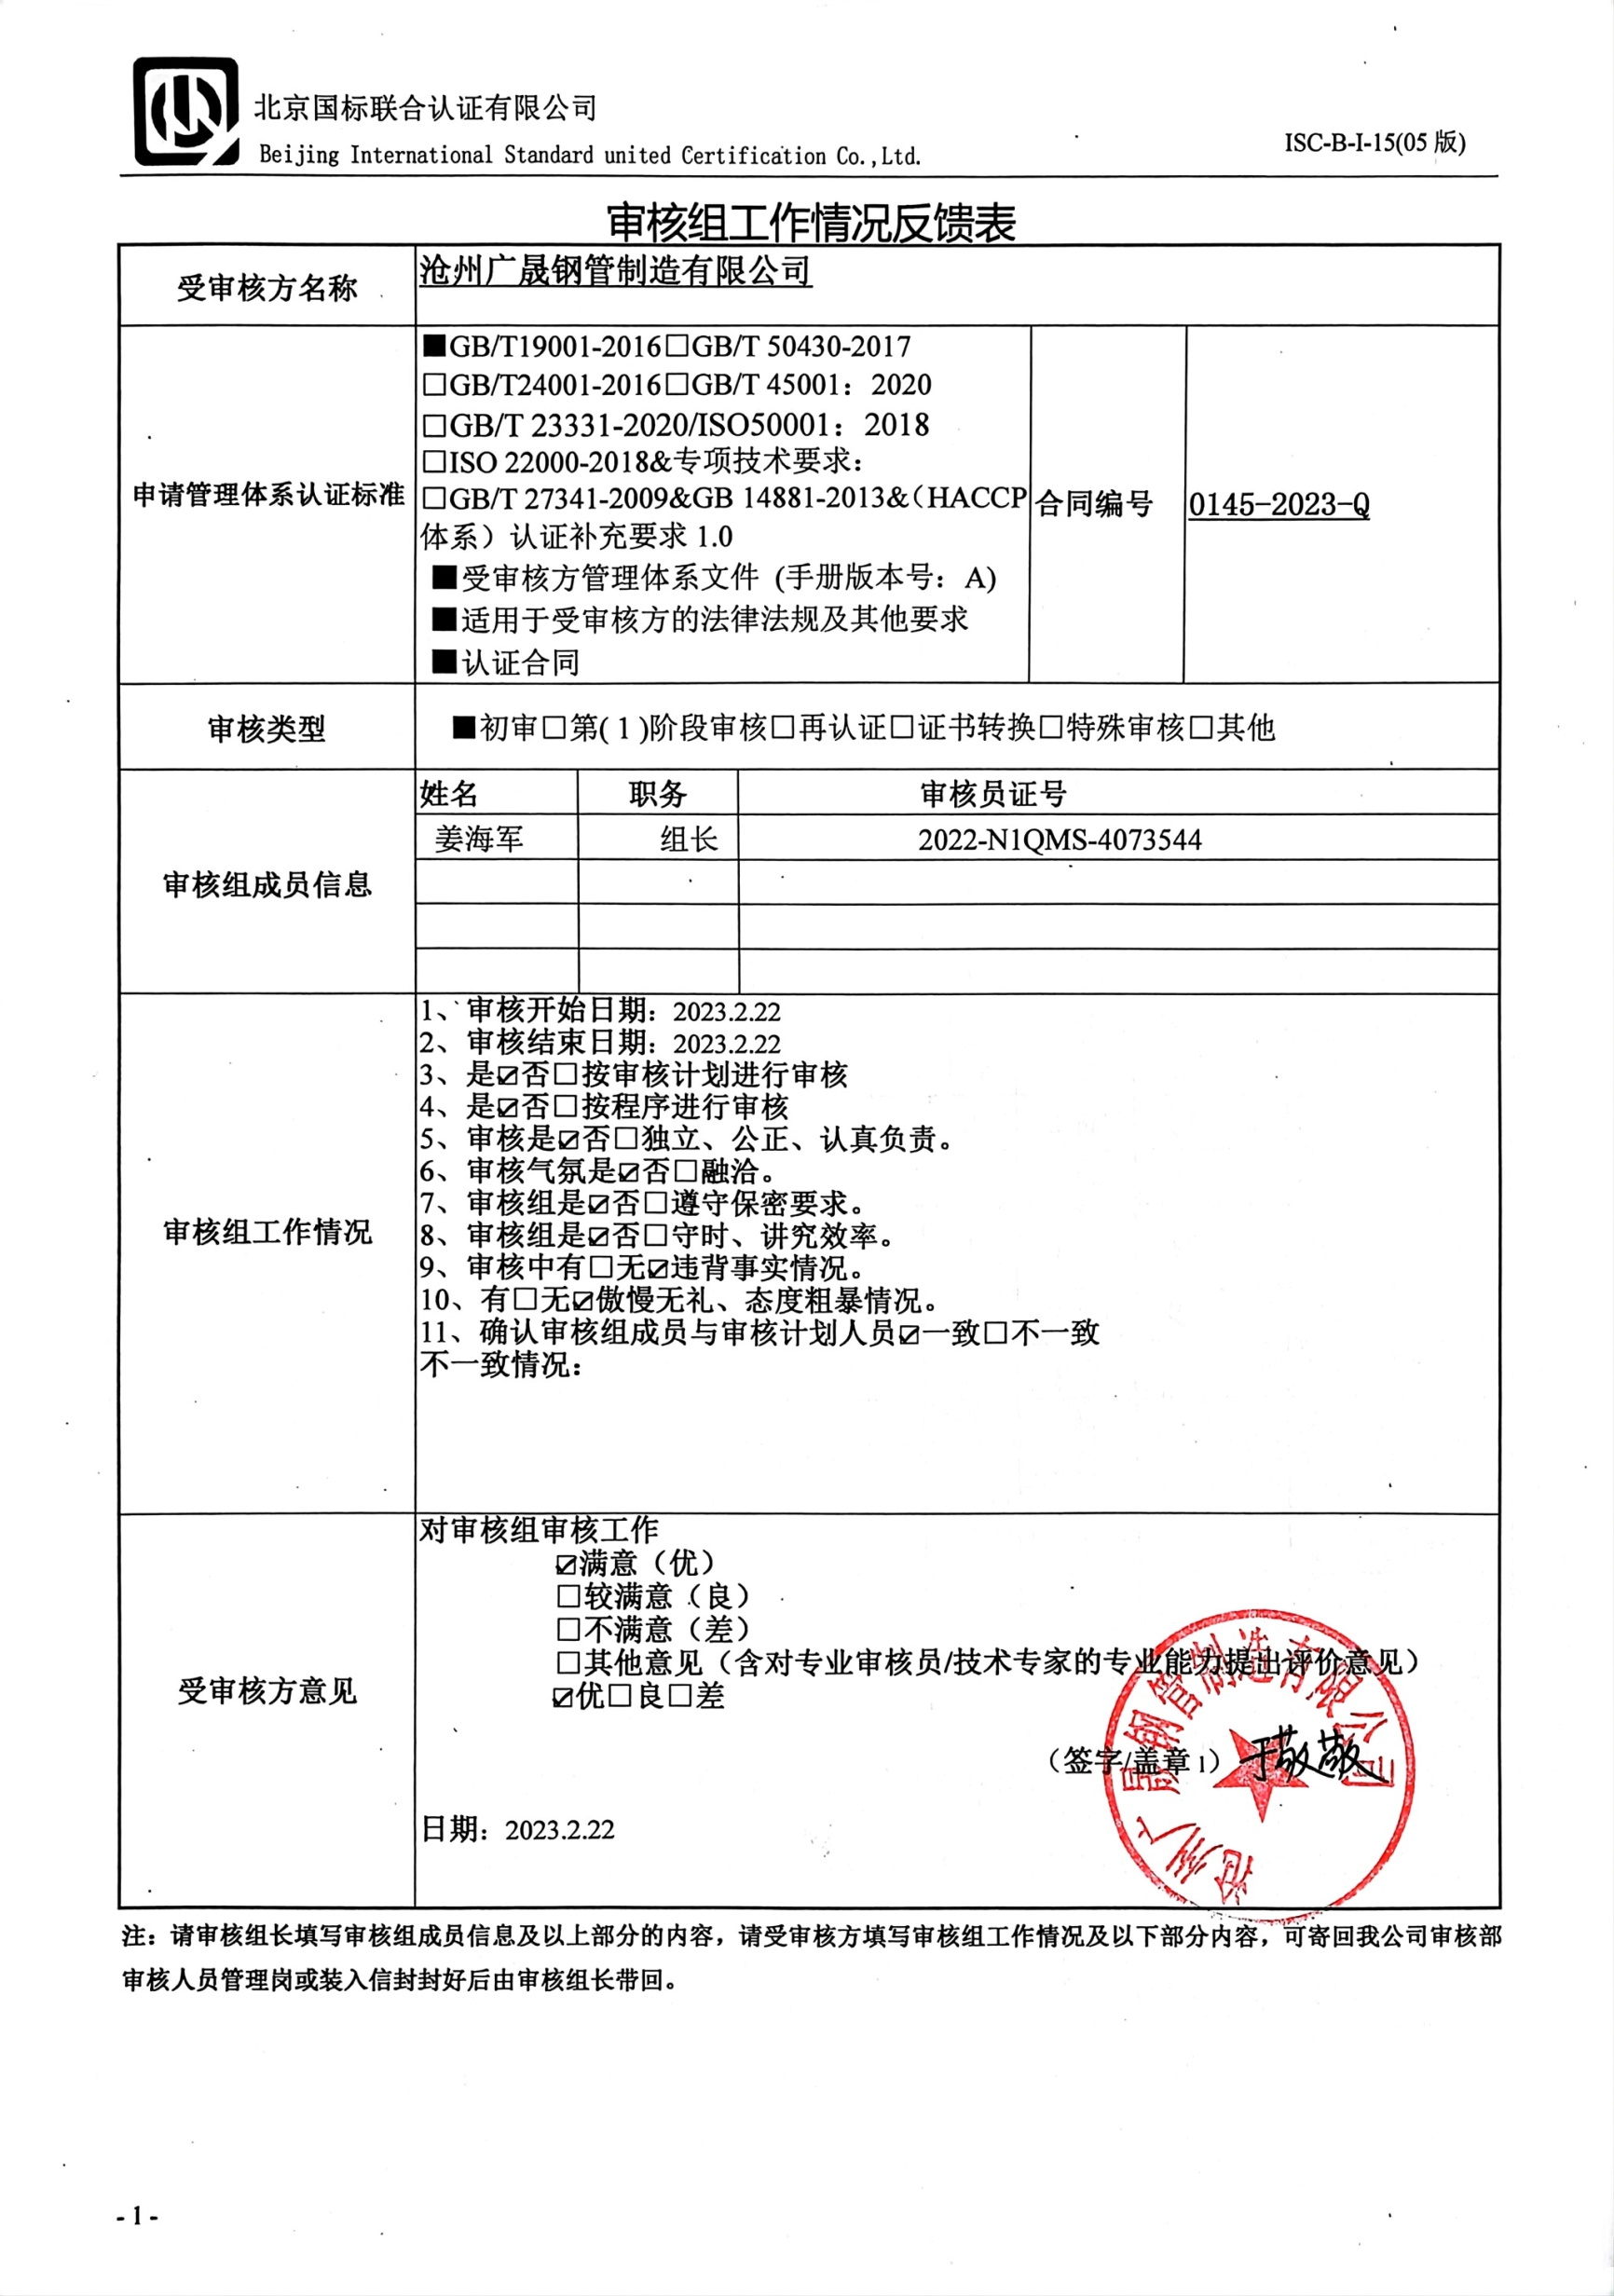 北京国标联合认证有限公司
Beijing International Standard united Certification Co.,Ltd.
ISC-B-I-15(05 版)
审核组工作情况反馈表
受审核方名称
沧州广晟钢管制造有限公司
申请管理体系认证标准
■GB/T19001-2016□GB/T 50430-2017
□GB/T24001-2016□GB/T 45001：2020
□GB/T 23331-2020/ISO50001：2018
□ISO 22000-2018&专项技术要求：
□GB/T 27341-2009&GB 14881-2013&（HACCP
体系）认证补充要求 1.0
■受审核方管理体系文件 (手册版本号：A)
■适用于受审核方的法律法规及其他要求
■认证合同
合同编号
0145-2023-Q
审核类型
■初审□第( 1 )阶段审核□再认证□证书转换□特殊审核□其他
审核组成员信息
姓名 职务 审核员证号
姜海军 组长 2022-N1QMS-4073544
审核组工作情况
1、审核开始日期：2023.2.22
2、审核结束日期：2023.2.22
3、是☑否□按审核计划进行审核
4、是☑否□按程序进行审核
5、审核是☑否□独立、公正、认真负责。
6、审核气氛是☑否□融洽。
7、审核组是☑否□遵守保密要求。
8、审核组是☑否□守时、讲究效率。
9、审核中有□无☑违背事实情况。
10、有□无☑傲慢无礼、态度粗暴情况。
11、确认审核组成员与审核计划人员☑一致□不一致
不一致情况：
受审核方意见
对审核组审核工作
☑满意（优）
□较满意（良）
□不满意（差）
□其他意见（含对专业审核员/技术专家的专业能力提出评价意见）
☑优□良□差
（签字/盖章 1） 于敬敬
沧州广晟钢管制造有限公司
日期：2023.2.22
注：请审核组长填写审核组成员信息及以上部分的内容，请受审核方填写审核组工作情况及以下部分内容，可寄回我公司审核部
审核人员管理岗或装入信封封好后由审核组长带回。
- 1 -